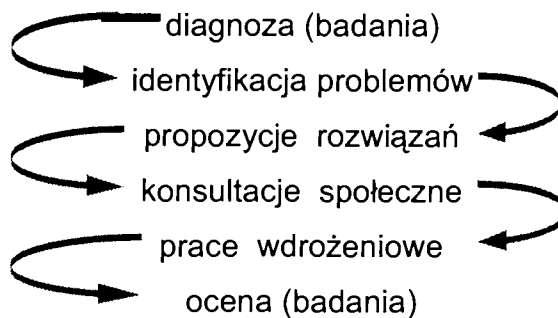 diagnoza (badania)
identyfikacja problemów
propozycje rozwiązań
konsultacje społeczne
prace wdrożeniowe
ocena (badania)